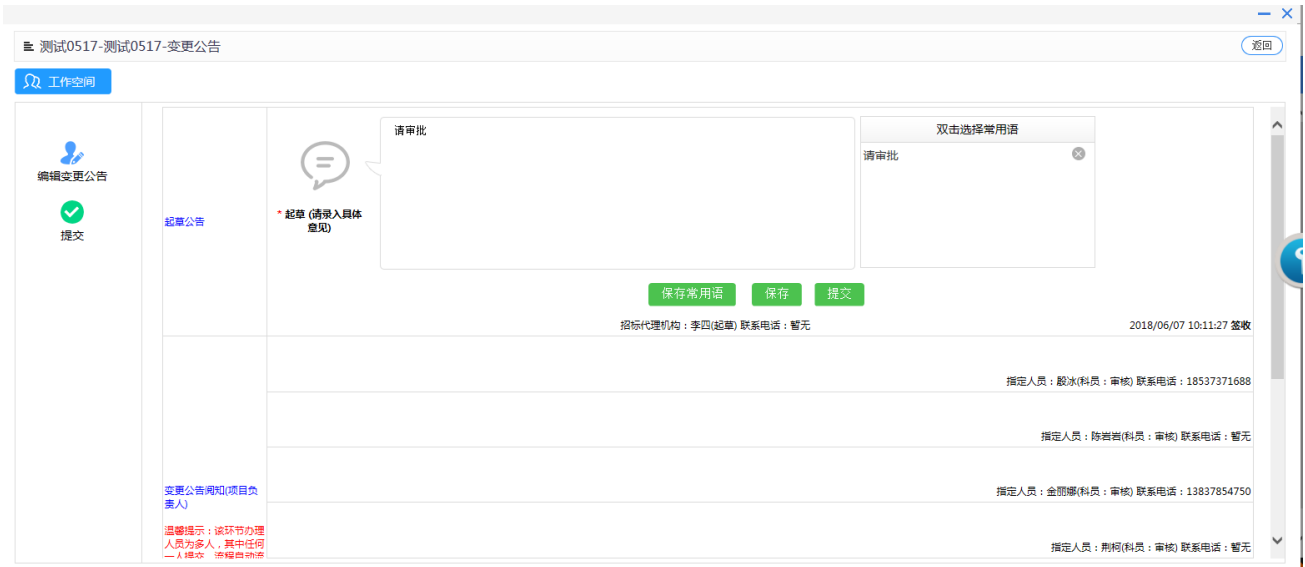 测试0517-测试0517-变更公告
返回
工作空间
编辑变更公告
提交
起草公告
* 起草 (请录入具体
意见)
请审批
双击选择常用语
请审批
保存常用语
保存
提交
招标代理机构：李四(起草) 联系电话：暂无
2018/06/07 10:11:27 签收
指定人员：殷冰(科员：审核) 联系电话：18537371688
指定人员：陈岩岩(科员：审核) 联系电话：暂无
变更公告阅知(项目负
责人)
指定人员：金丽娜(科员：审核) 联系电话：13837854750
温馨提示：该环节办理
人员为多人，其中任何
一人提交，流程自动流
指定人员：荆柯(科员：审核) 联系电话：暂无